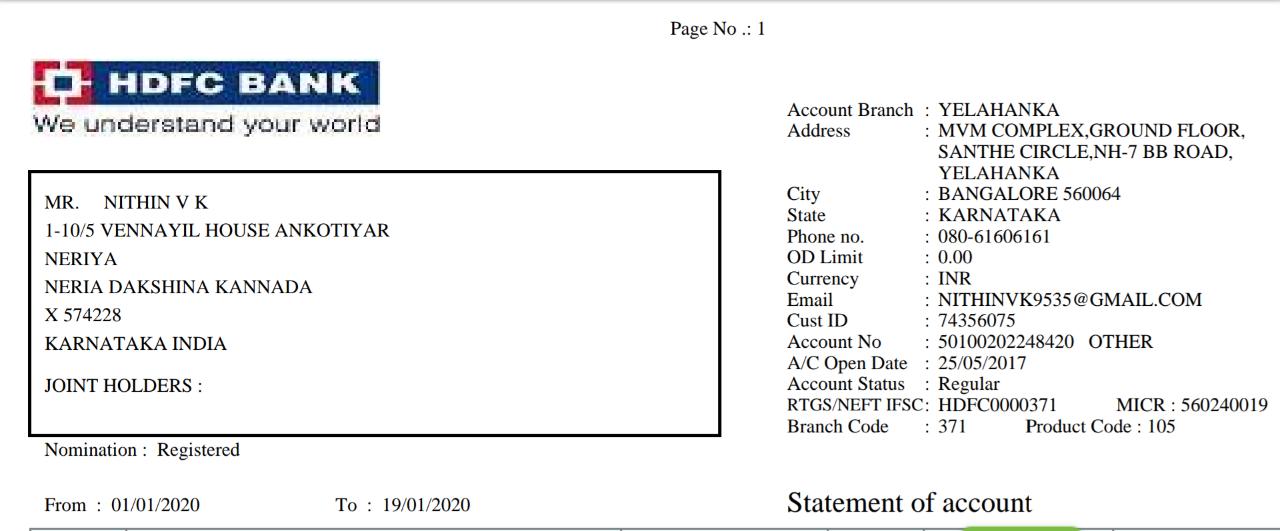 Page No .: 1
HDFC BANK
We understand your world
MR. NITHIN V K
1-10/5 VENNAYIL HOUSE ANKOTIYAR
NERIYA
NERIA DAKSHINA KANNADA
X 574228
KARNATAKA INDIA
JOINT HOLDERS :
Nomination : Registered
From : 01/01/2020 To : 19/01/2020
Account Branch : YELAHANKA
Address : MVM COMPLEX,GROUND FLOOR,
SANTHE CIRCLE,NH-7 BB ROAD,
YELAHANKA
City : BANGALORE 560064
State : KARNATAKA
Phone no. : 080-61606161
OD Limit : 0.00
Currency : INR
Email : NITHINVK9535@GMAIL.COM
Cust ID : 74356075
Account No : 50100202248420 OTHER
A/C Open Date : 25/05/2017
Account Status : Regular
RTGS/NEFT IFSC: HDFC0000371 MICR : 560240019
Branch Code : 371 Product Code : 105
Statement of account